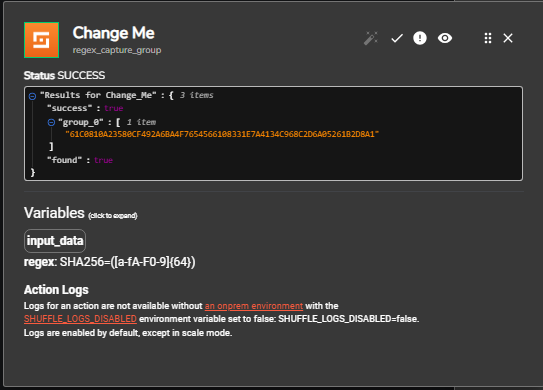 Change Me
regex_capture_group
Status SUCCESS
"Results for Change_Me" : { 3 items
"success" : true
"group_0" : [ 1 item
"61C0810A23580CF492A6BA4F7654566108331E7A4134C968C2D6A05261B2D8A1"
]
"found" : true
}
Variables (click to expand)
input_data
regex: SHA256=([a-fA-F0-9]{64})
Action Logs
Logs for an action are not available without an onprem environment with the
SHUFFLE_LOGS_DISABLED environment variable set to false: SHUFFLE_LOGS_DISABLED=false.
Logs are enabled by default, except in scale mode.